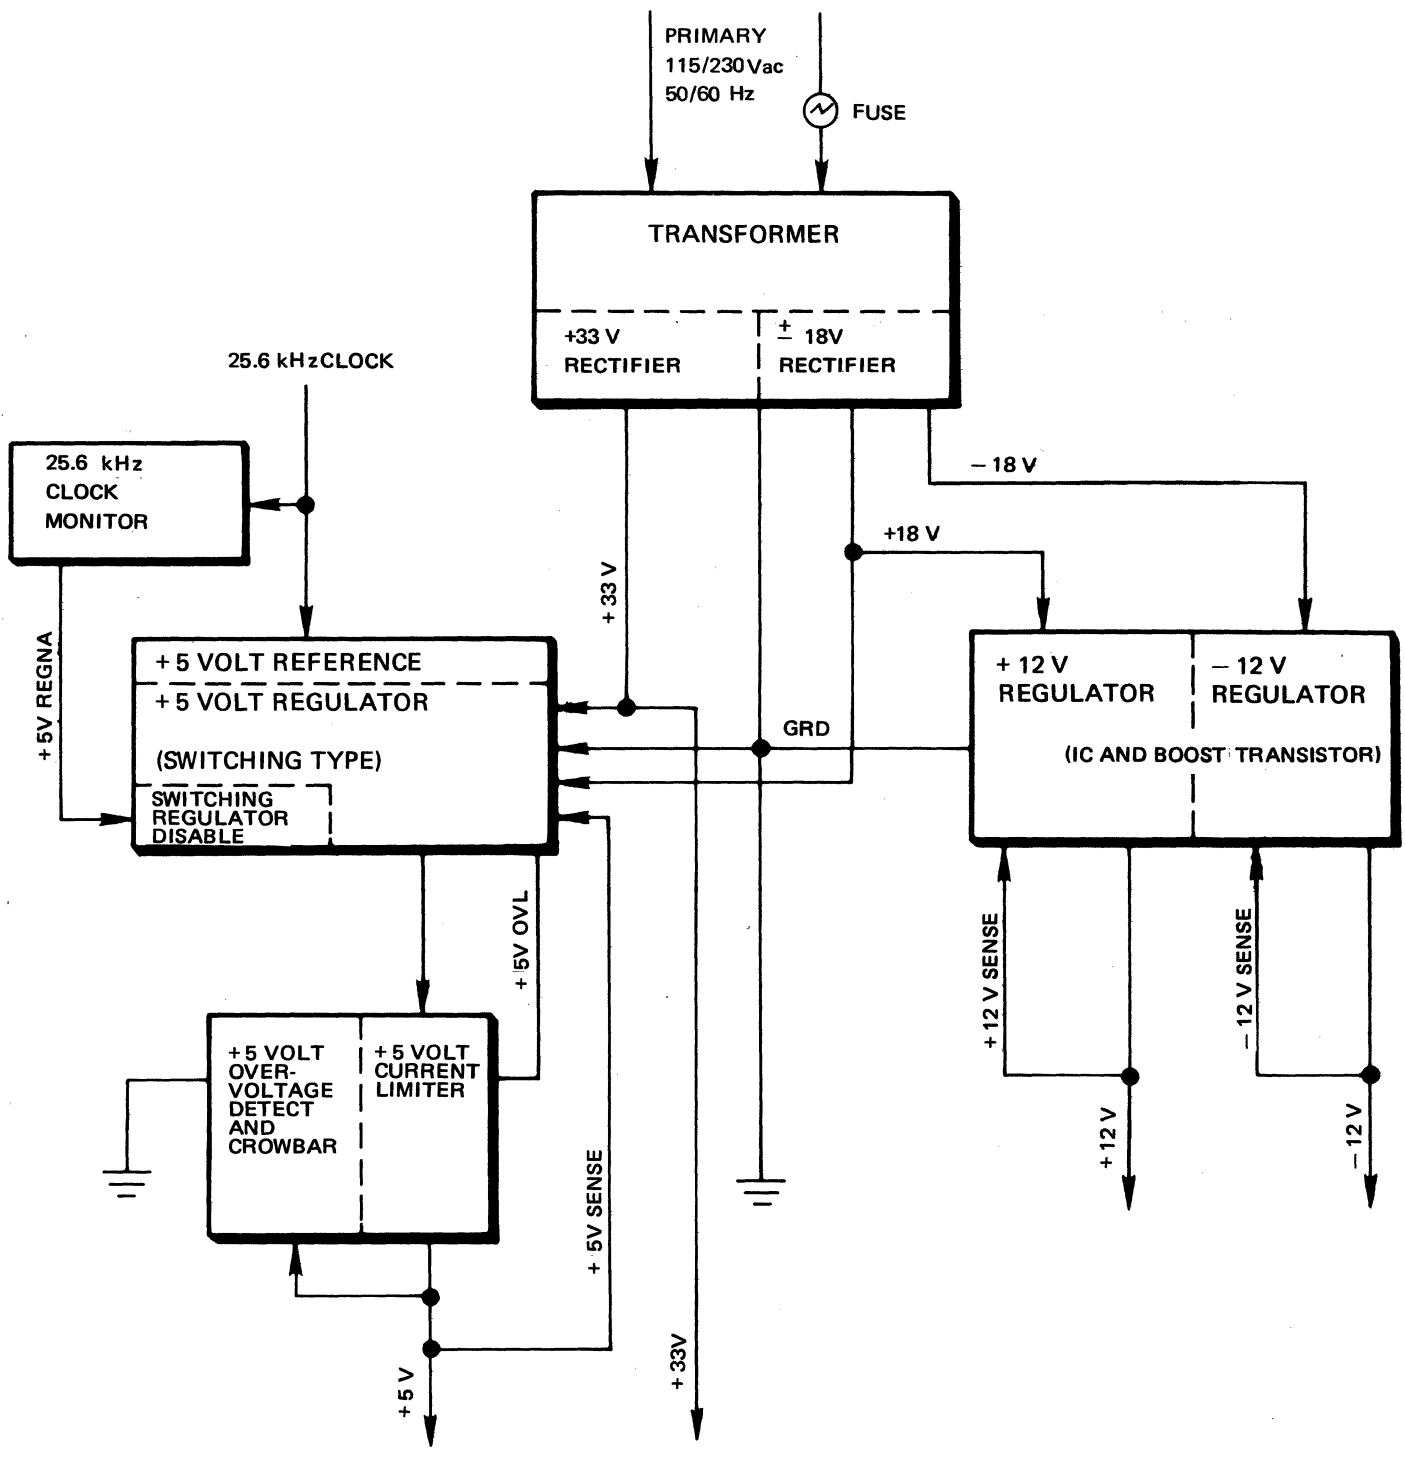 PRIMARY
115/230 Vac
50/60 Hz
FUSE
TRANSFORMER
+33 V
RECTIFIER
± 18V
RECTIFIER
25.6 kHz CLOCK
25.6 kHz
CLOCK
MONITOR
− 18 V
+18 V
+ 33 V
+5V REGNA
+ 5 VOLT REFERENCE
+ 5 VOLT REGULATOR
(SWITCHING TYPE)
SWITCHING
REGULATOR
DISABLE
GRD
+ 12 V
REGULATOR
− 12 V
REGULATOR
(IC AND BOOST TRANSISTOR)
+ 5V OVL
+12 V SENSE
− 12 V SENSE
+5 VOLT
OVER-
VOLTAGE
DETECT
AND
CROWBAR
+5 VOLT
CURRENT
LIMITER
+ 5V SENSE
+12 V
− 12 V
+ 33V
+ 5 V